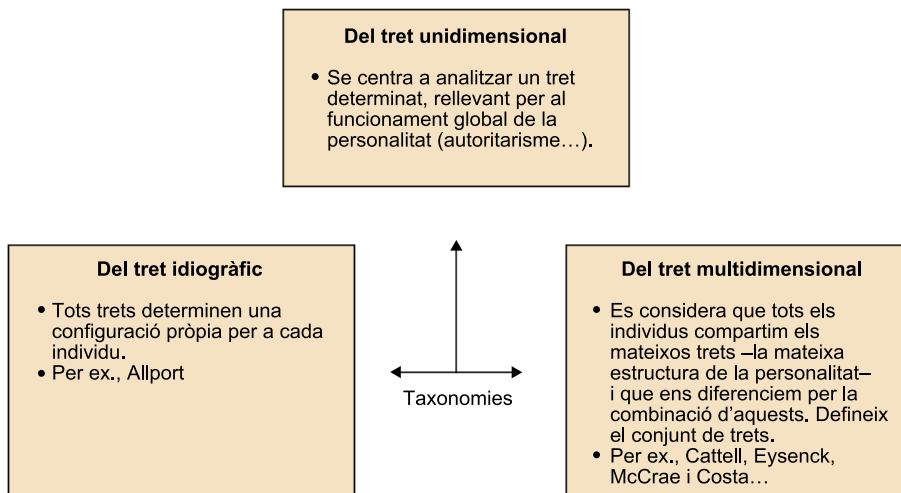 Del tret unidimensional
• Se centra a analitzar un tret
determinat, rellevant per al
funcionament global de la
personalitat (autoritarisme…).
Del tret idiogràfic
• Tots trets determinen una
configuració pròpia per a cada
individu.
• Per ex., Allport
Taxonomies
Del tret multidimensional
• Es considera que tots els
individus compartim els
mateixos trets –la mateixa
estructura de la personalitat–
i que ens diferenciem per la
combinació d’aquests. Defineix
el conjunt de trets.
• Per ex., Cattell, Eysenck,
McCrae i Costa…